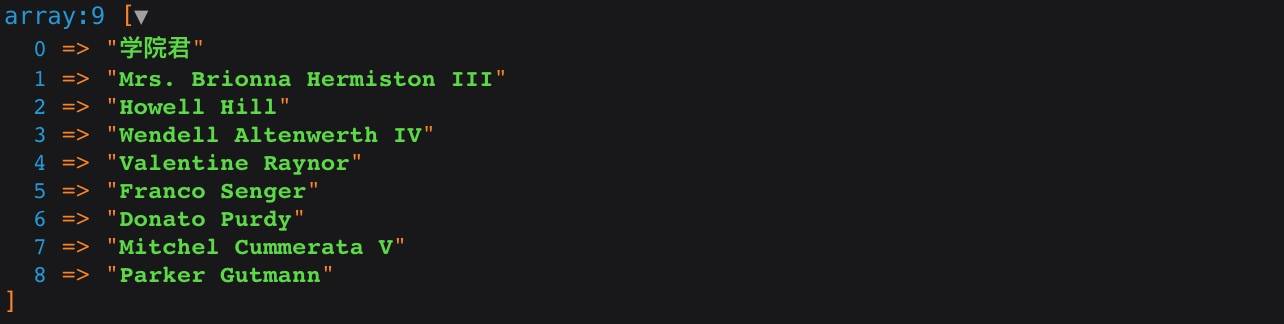 array:9 [▼
0 => "学院君"
1 => "Mrs. Brionna Hermiston III"
2 => "Howell Hill"
3 => "Wendell Altenwerth IV"
4 => "Valentine Raynor"
5 => "Franco Senger"
6 => "Donato Purdy"
7 => "Mitchel Cummerata V"
8 => "Parker Gutmann"
]